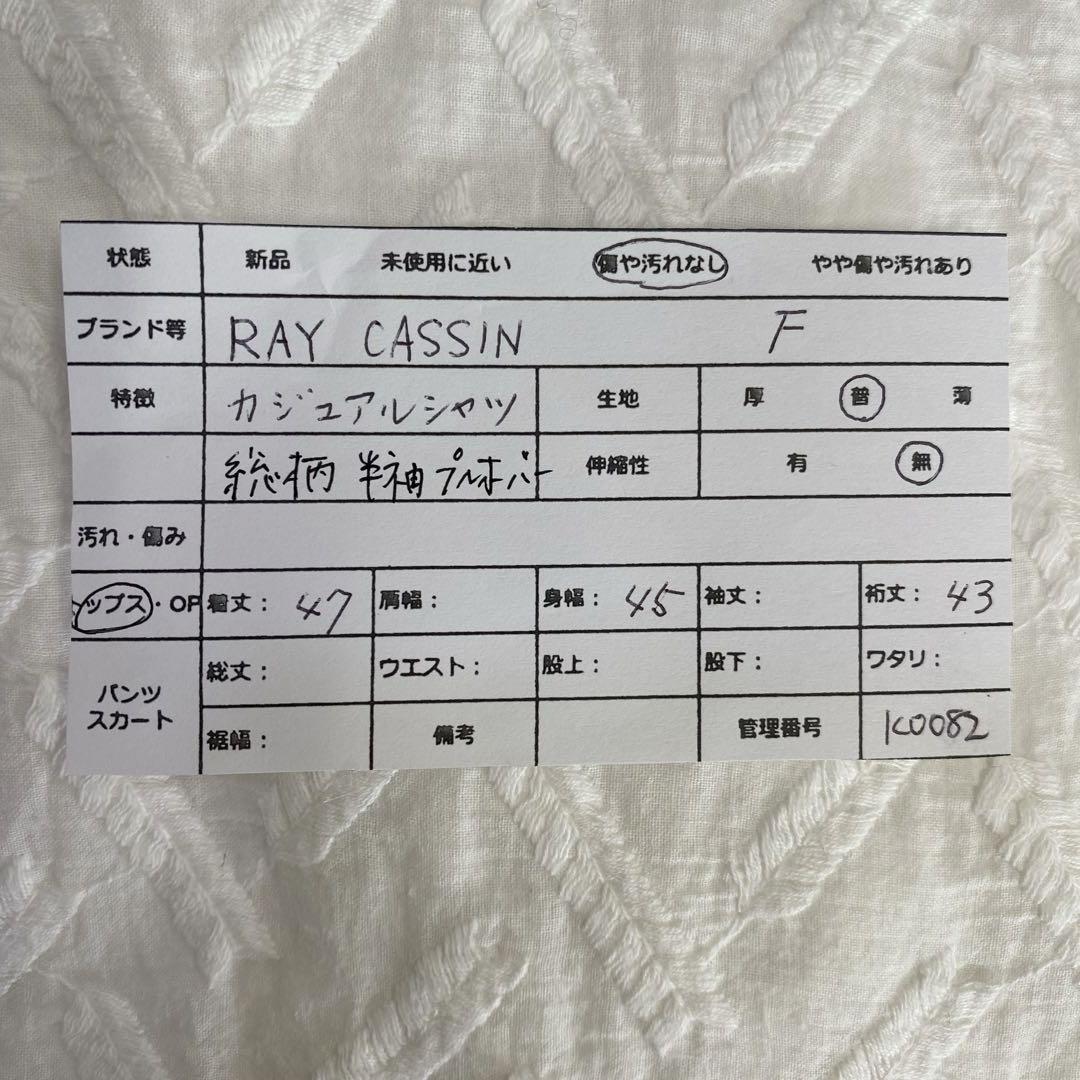 状態 新品 未使用に近い 傷や汚れなし やや傷や汚れあり
ブランド等 RAY CASSIN F
特徴 カジュアルシャツ 生地 厚 普 薄
総柄 半袖 プルオバー 伸縮性 有 無
汚れ・傷み
トップス・OP 着丈: 47 肩幅: 身幅: 45 袖丈: 裄丈: 43
パンツ スカート 総丈: ウエスト: 股上: 股下: ワタリ:
裾幅: 備考 管理番号 K0082